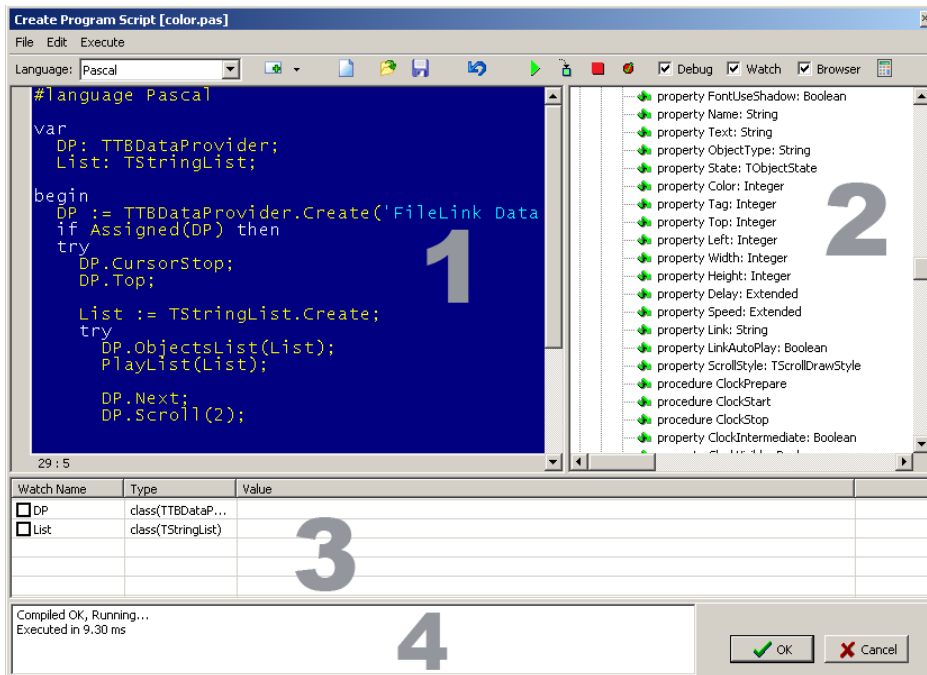 Create Program Script [color.pas]
File Edit Execute
Language: Pascal Debug Watch Browser
#language Pascal
var
DP: TTBDataProvider;
List: TStringList;
begin
DP := TTBDataProvider.Create('FileLink Data
if Assigned(DP) then
try
DP.CursorStop;
DP.Top;
List := TStringList.Create;
try
DP.ObjectsList(List);
PlayList(List);
DP.Next;
DP.Scroll(2);
29 : 5
1
property FontUseShadow: Boolean
property Name: String
property Text: String
property ObjectType: String
property State: TObjectState
property Color: Integer
property Tag: Integer
property Top: Integer
property Left: Integer
property Width: Integer
property Height: Integer
property Delay: Extended
property Speed: Extended
property Link: String
property LinkAutoPlay: Boolean
property ScrollStyle: TScrollDrawStyle
procedure ClockPrepare
procedure ClockStart
procedure ClockStop
property ClockIntermediate: Boolean
2
Watch Name Type Value
DP class(TTBDataP...
List class(TStringList)
3
Compiled OK, Running...
Executed in 9.30 ms
4
OK Cancel